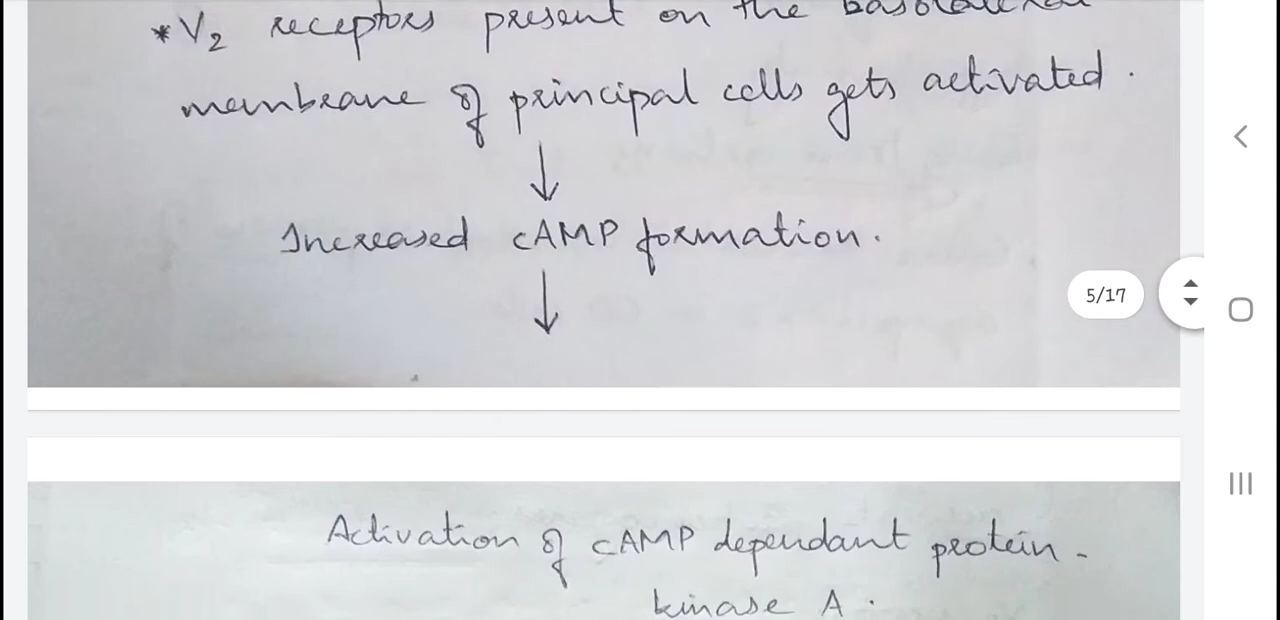 *V2 receptors present on the basolateral
membrane of principal cells gets activated.
↓
Increased cAMP formation.
↓
5/17
Activation of cAMP dependant protein-
kinase A.